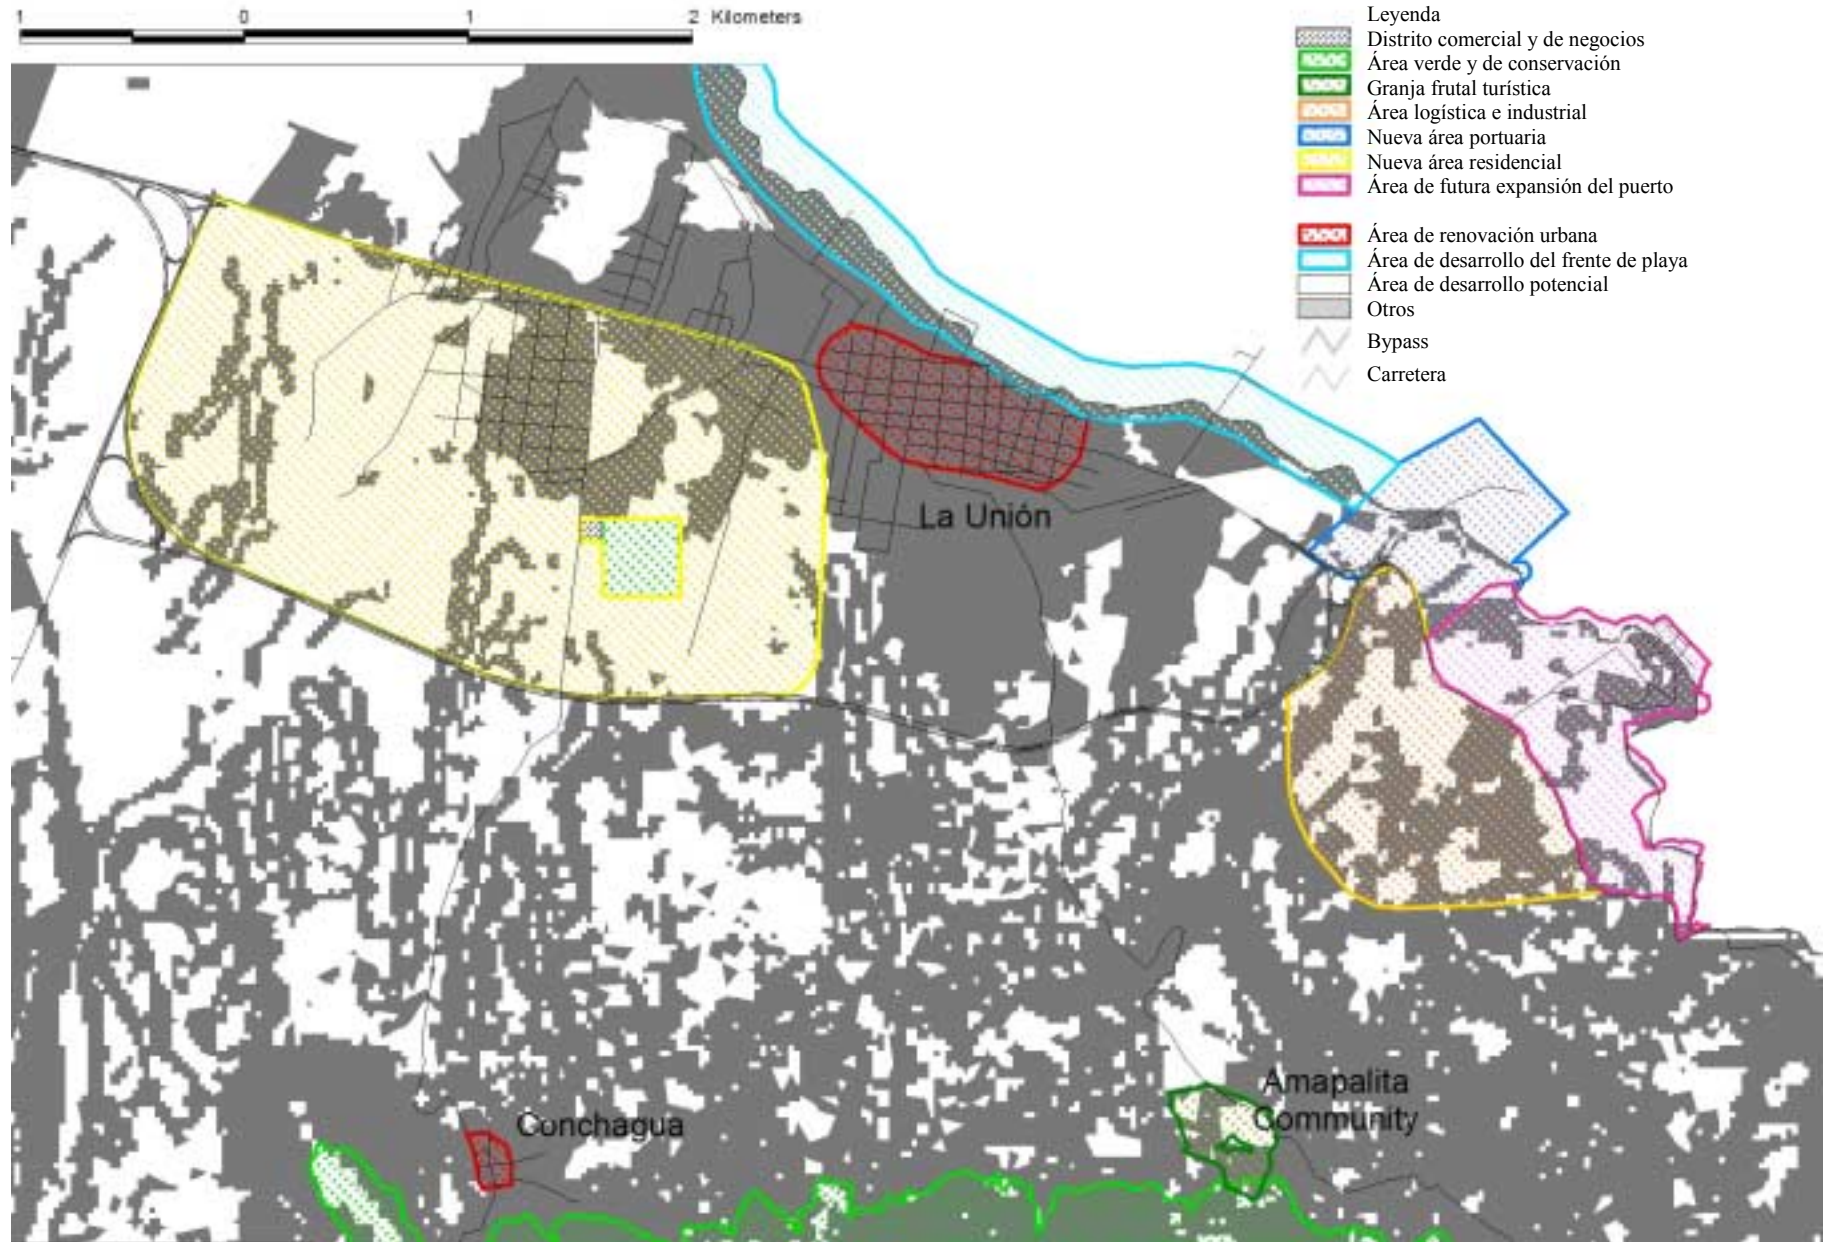 1 0 1 2 Kilometers
Leyenda
Distrito comercial y de negocios
Área verde y de conservación
Granja frutal turística
Área logística e industrial
Nueva área portuaria
Nueva área residencial
Área de futura expansión del puerto
Área de renovación urbana
Área de desarrollo del frente de playa
Área de desarrollo potencial
Otros
Bypass
Carretera
La Unión
Amapalita
Community
Conchagua